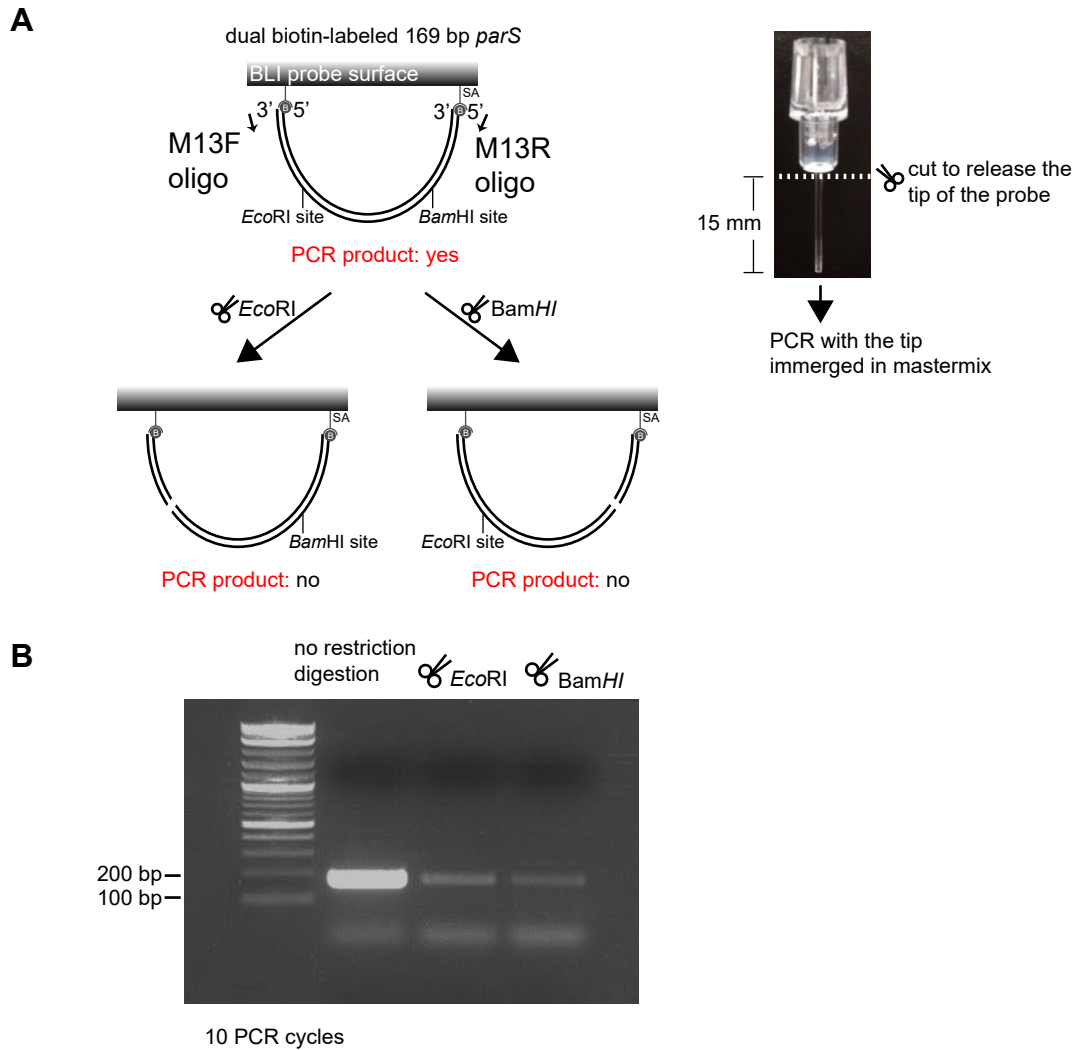 A
dual biotin-labeled 169 bp parS
BLI probe surface
SA
B
B
3’
5’
3’
5’
M13F
oligo
M13R
oligo
EcoRI site
BamHI site
PCR product: yes
EcoRI
BamHI
SA
B
B
BamHI site
PCR product: no
SA
B
B
EcoRI site
PCR product: no
15 mm
cut to release the
tip of the probe
PCR with the tip
immerged in mastermix
B
no restriction
digestion
EcoRI
BamHI
200 bp
100 bp
10 PCR cycles